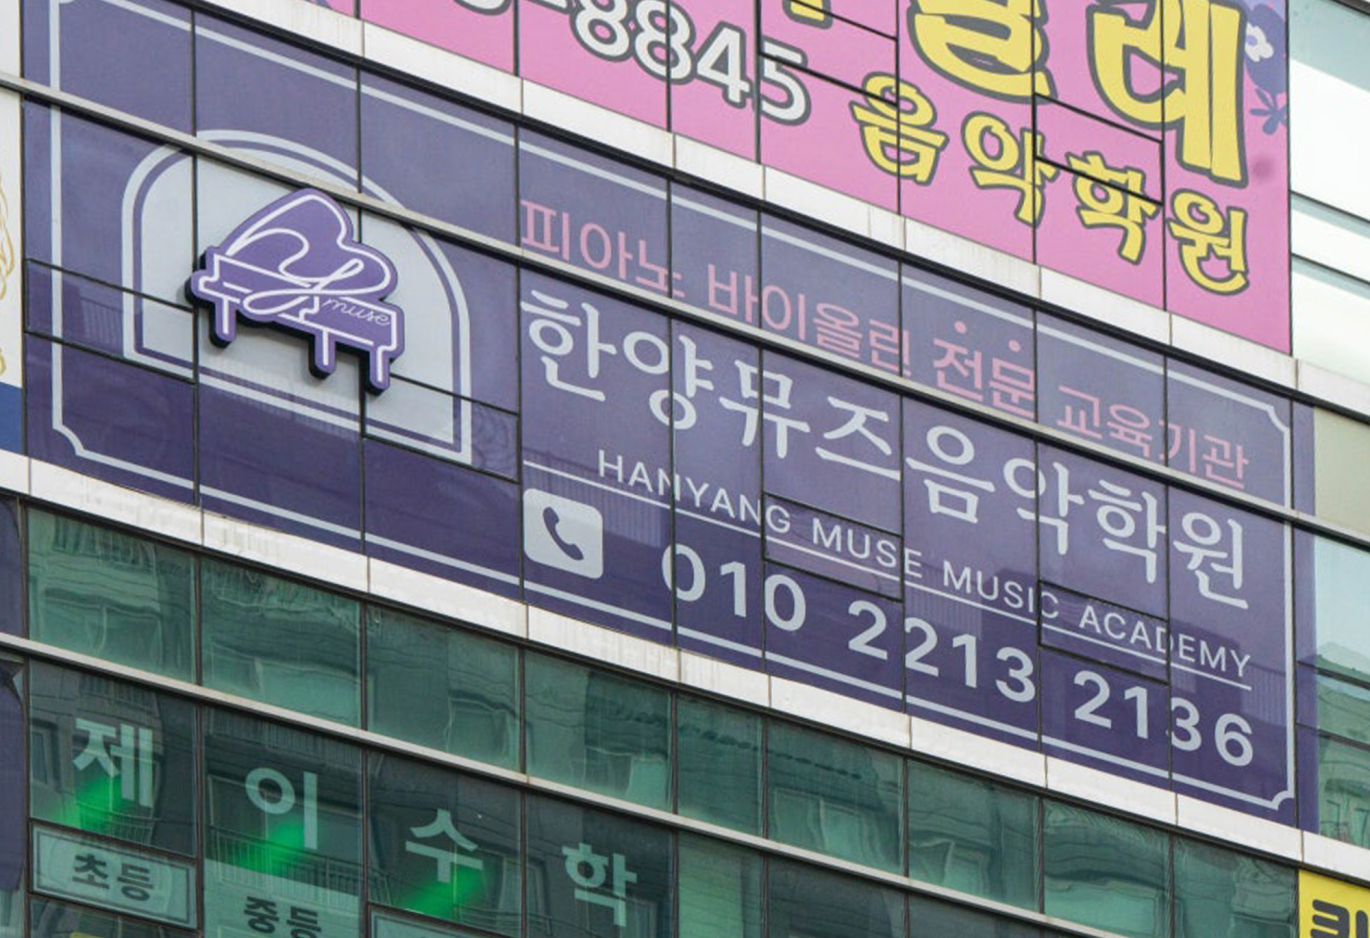 8845
음악학원
muse
피아노 바이올린 전문 교육기관
한양뮤즈음악학원
HANYANG MUSE MUSIC ACADEMY
010 2213 2136
제이수학
초등
중등